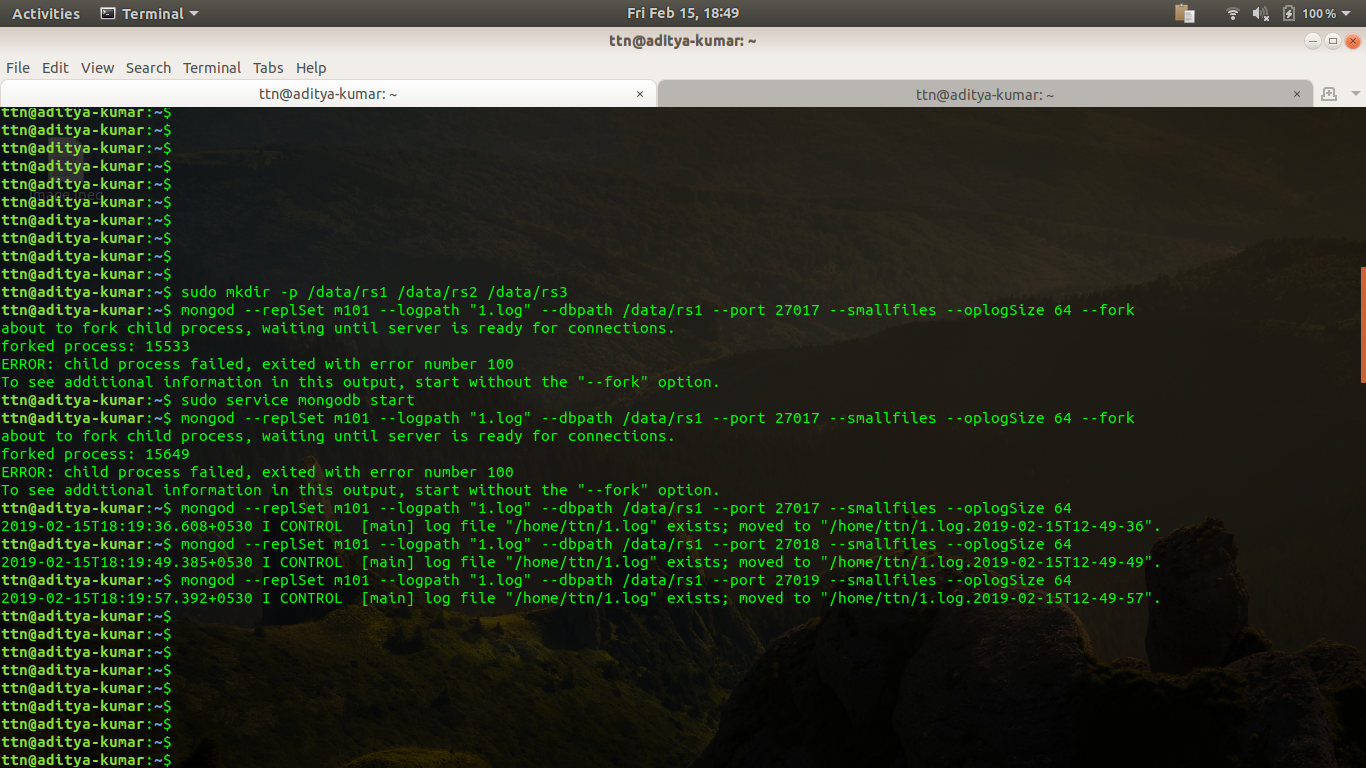 Activities Terminal Fri Feb 15, 18:49 100%
ttn@aditya-kumar: ~
File Edit View Search Terminal Tabs Help
ttn@aditya-kumar: ~ × ttn@aditya-kumar: ~ ×
ttn@aditya-kumar:~$
ttn@aditya-kumar:~$
ttn@aditya-kumar:~$
ttn@aditya-kumar:~$
ttn@aditya-kumar:~$
ttn@aditya-kumar:~$
ttn@aditya-kumar:~$
ttn@aditya-kumar:~$
ttn@aditya-kumar:~$
ttn@aditya-kumar:~$
ttn@aditya-kumar:~$ sudo mkdir -p /data/rs1 /data/rs2 /data/rs3
ttn@aditya-kumar:~$ mongod --replSet m101 --logpath "1.log" --dbpath /data/rs1 --port 27017 --smallfiles --oplogSize 64 --fork
about to fork child process, waiting until server is ready for connections.
forked process: 15533
ERROR: child process failed, exited with error number 100
To see additional information in this output, start without the "--fork" option.
ttn@aditya-kumar:~$ sudo service mongodb start
ttn@aditya-kumar:~$ mongod --replSet m101 --logpath "1.log" --dbpath /data/rs1 --port 27017 --smallfiles --oplogSize 64 --fork
about to fork child process, waiting until server is ready for connections.
forked process: 15649
ERROR: child process failed, exited with error number 100
To see additional information in this output, start without the "--fork" option.
ttn@aditya-kumar:~$ mongod --replSet m101 --logpath "1.log" --dbpath /data/rs1 --port 27017 --smallfiles --oplogSize 64
2019-02-15T18:19:36.608+0530 I CONTROL  [main] log file "/home/ttn/1.log" exists; moved to "/home/ttn/1.log.2019-02-15T12-49-36".
ttn@aditya-kumar:~$ mongod --replSet m101 --logpath "1.log" --dbpath /data/rs1 --port 27018 --smallfiles --oplogSize 64
2019-02-15T18:19:49.385+0530 I CONTROL  [main] log file "/home/ttn/1.log" exists; moved to "/home/ttn/1.log.2019-02-15T12-49-49".
ttn@aditya-kumar:~$ mongod --replSet m101 --logpath "1.log" --dbpath /data/rs1 --port 27019 --smallfiles --oplogSize 64
2019-02-15T18:19:57.392+0530 I CONTROL  [main] log file "/home/ttn/1.log" exists; moved to "/home/ttn/1.log.2019-02-15T12-49-57".
ttn@aditya-kumar:~$
ttn@aditya-kumar:~$
ttn@aditya-kumar:~$
ttn@aditya-kumar:~$
ttn@aditya-kumar:~$
ttn@aditya-kumar:~$
ttn@aditya-kumar:~$
ttn@aditya-kumar:~$
ttn@aditya-kumar:~$